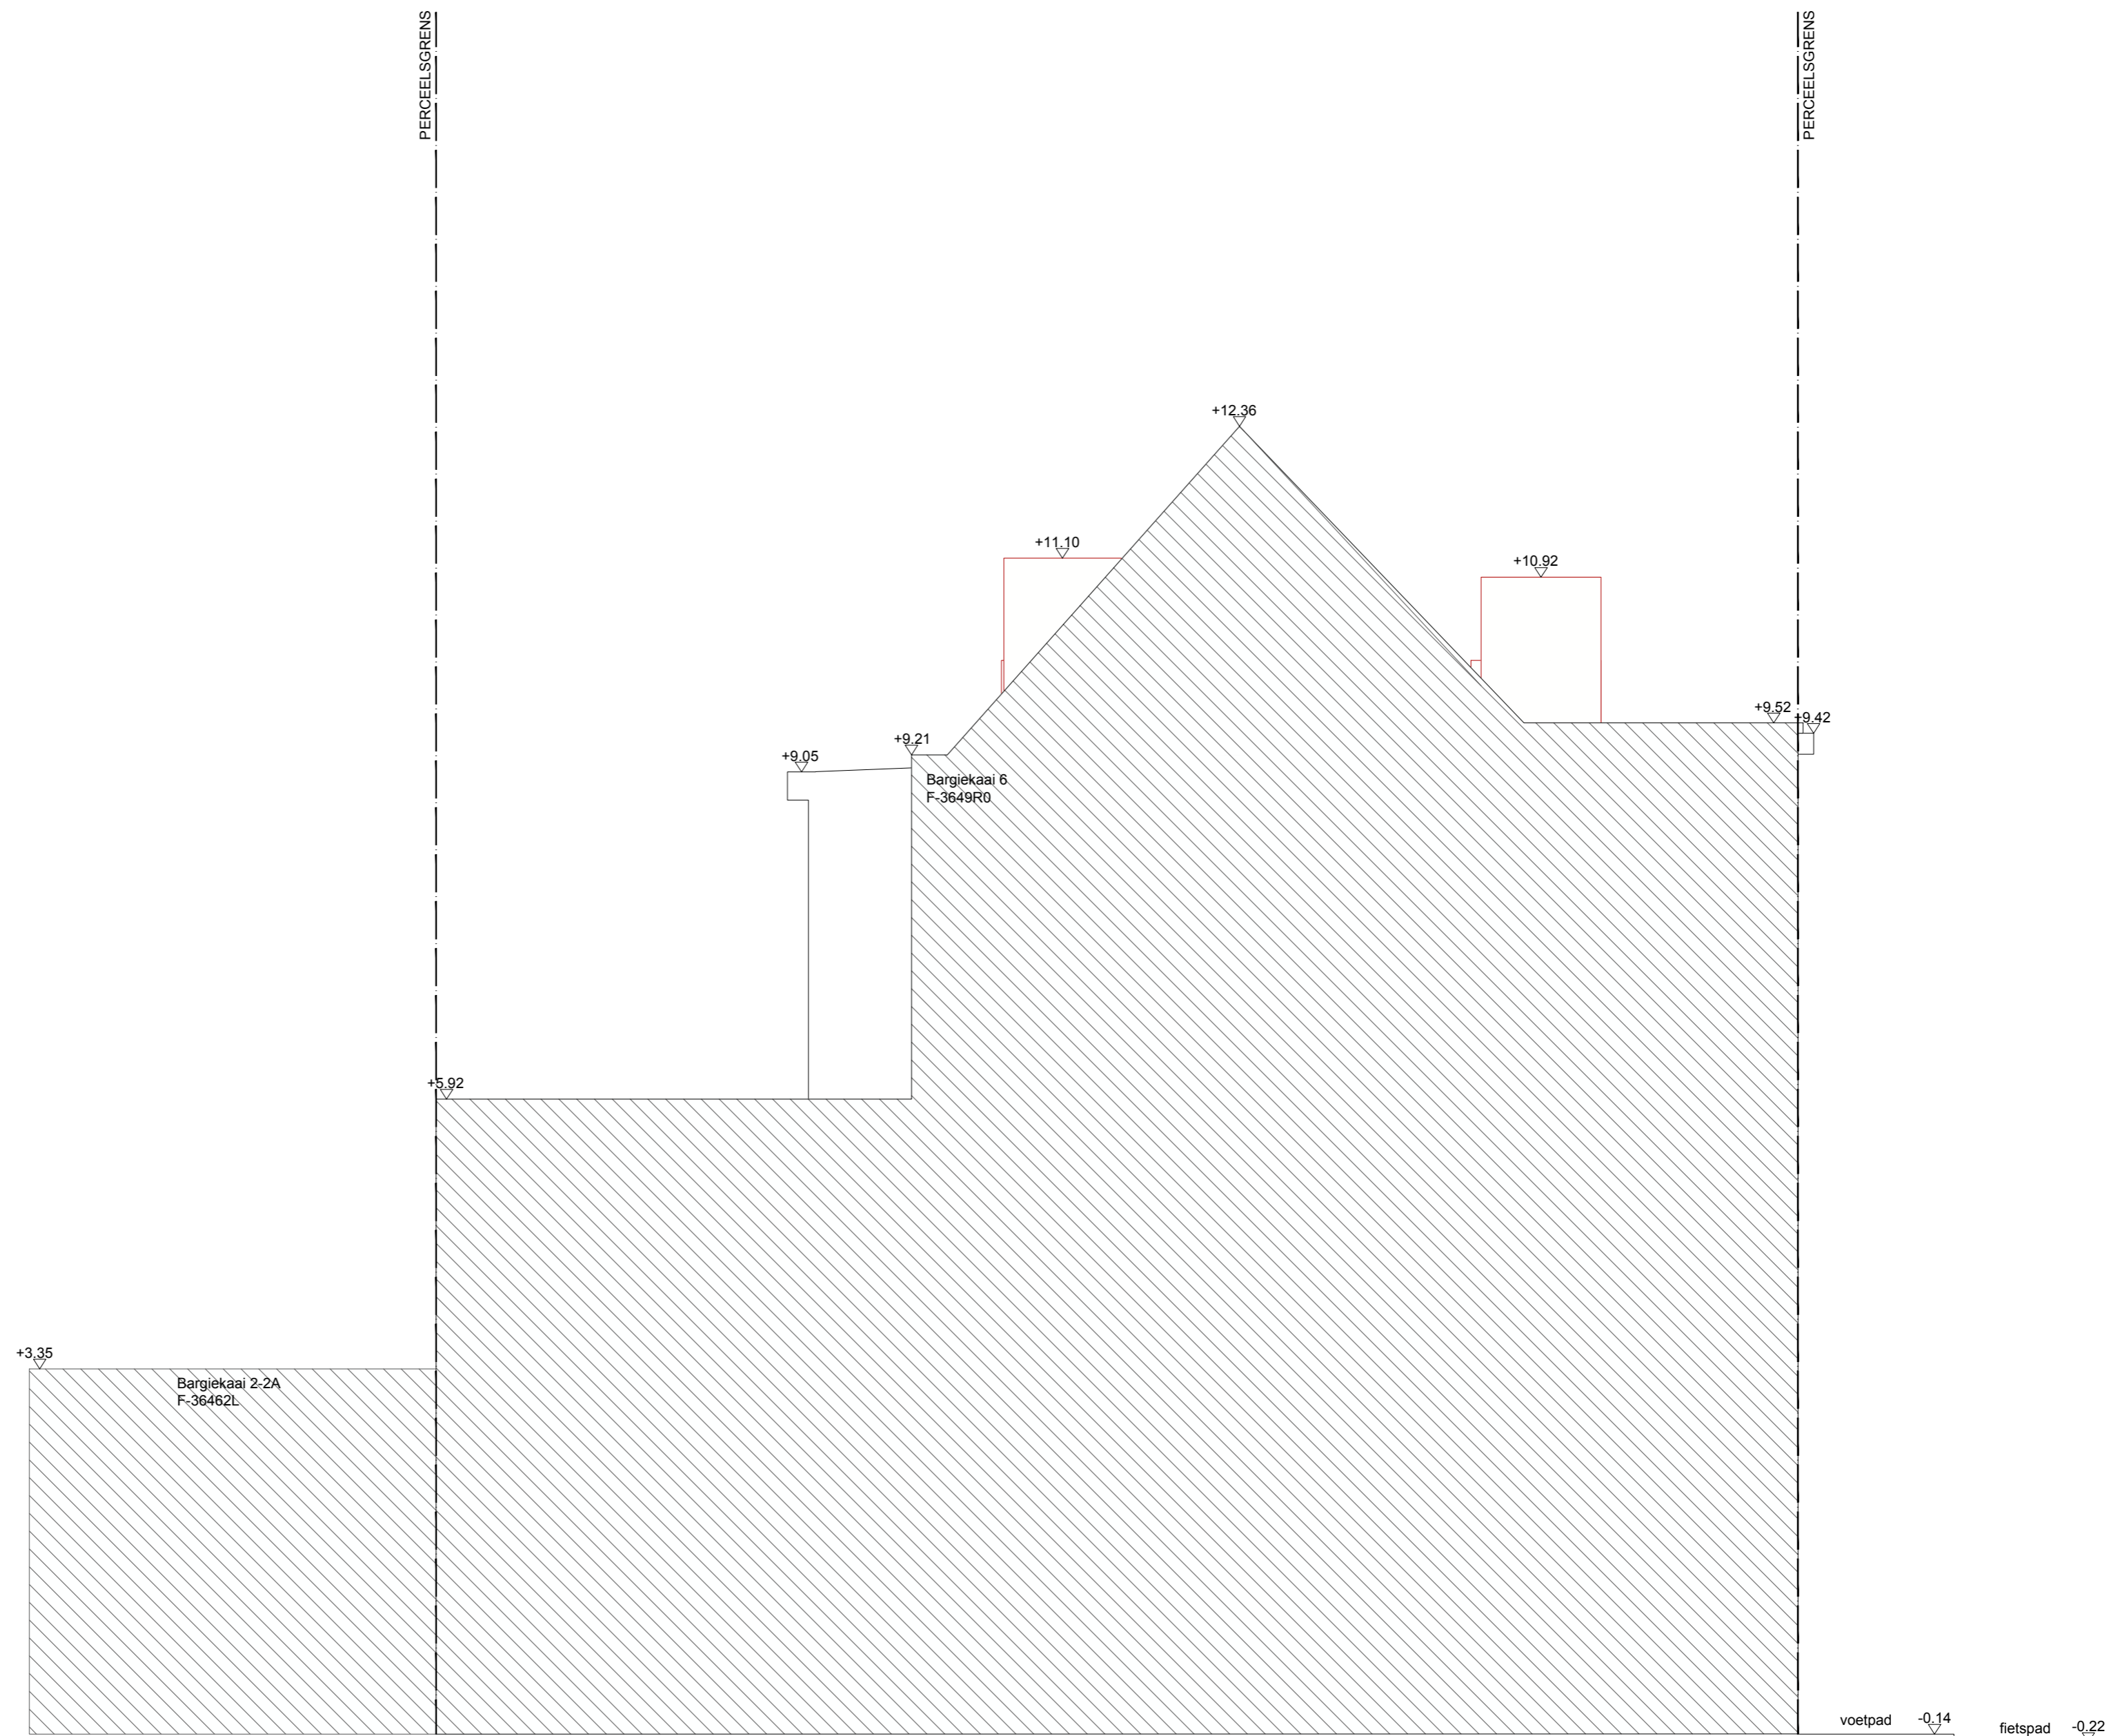 PERCEELSGRENS
PERCEELSGRENS
+12.36
+11.10
+10.92
+9.52
+9.42
+9.21
+9.05
Bargiekaai 6
F-3649R0
+5.92
+3.35
Bargiekaai 2-2A
F-36462L
voetpad -0.14
fietspad -0.22